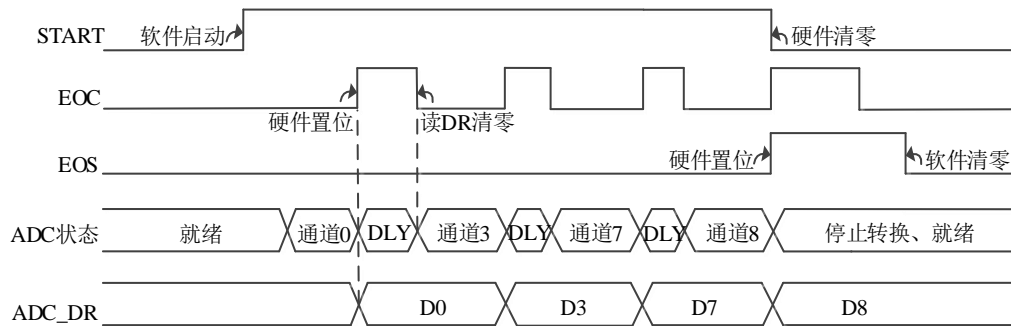 START 软件启动 硬件清零
EOC
硬件置位 读DR清零
EOS 硬件置位 软件清零
ADC状态 就绪 通道0 DLY 通道3 DLY 通道7 DLY 通道8 停止转换、就绪
ADC_DR D0 D3 D7 D8